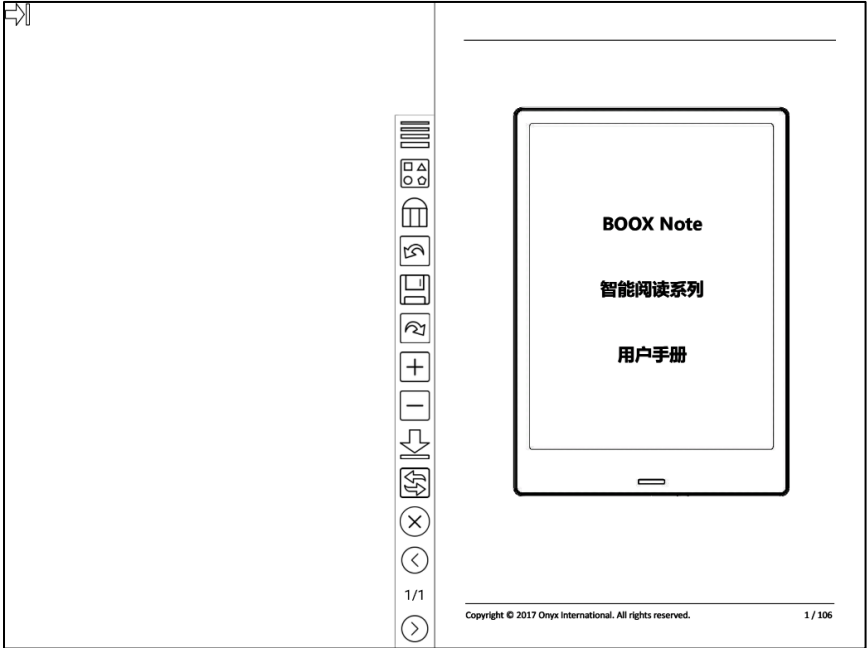 1/1
BOOX Note
智能阅读系列
用户手册
Copyright © 2017 Onyx International. All rights reserved.
1 / 106